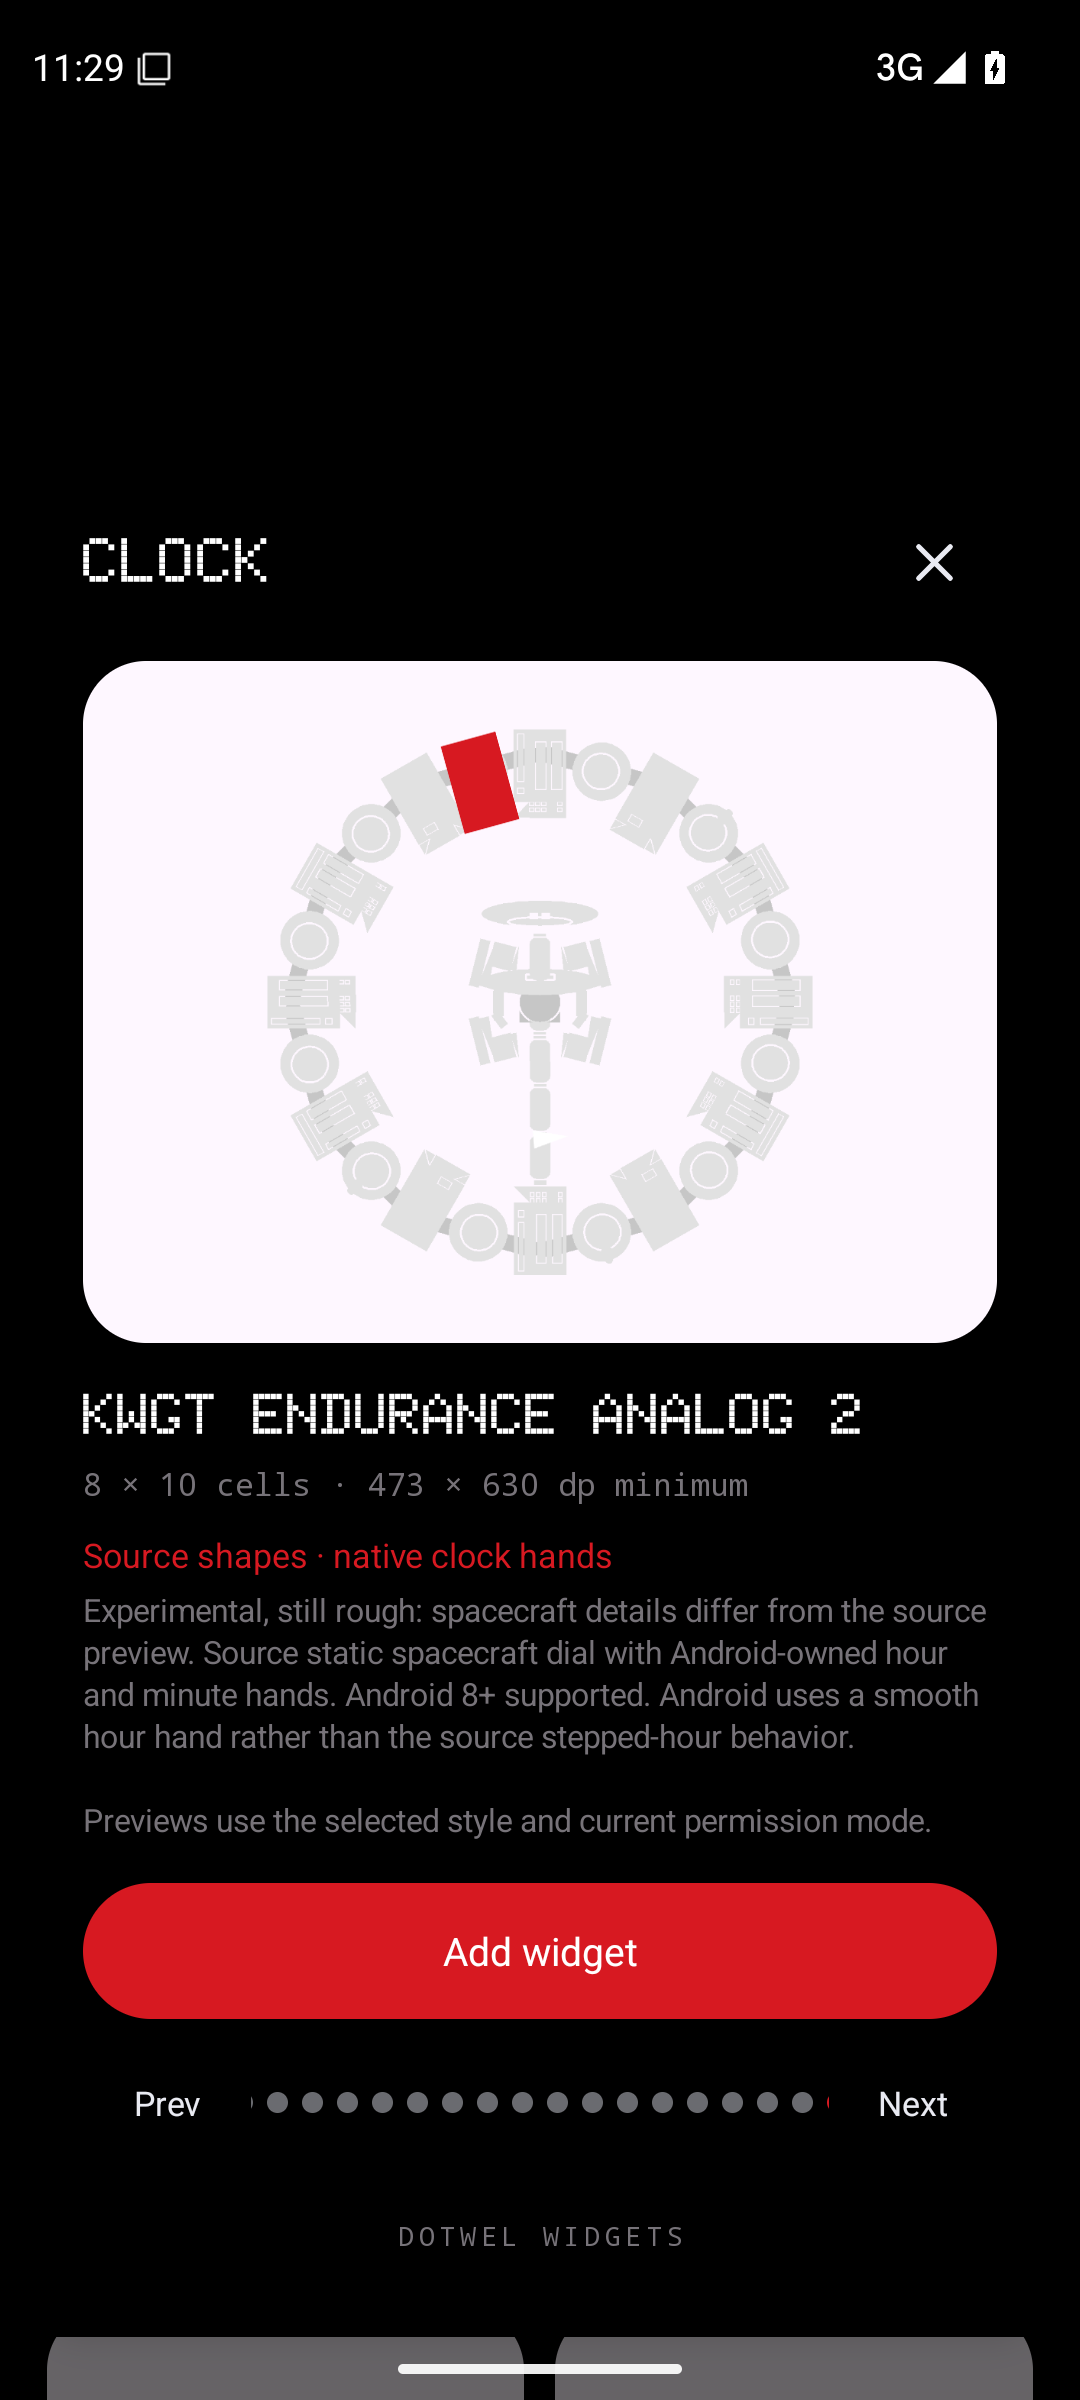 11:29
3G
CLOCK
KWGT ENDURANCE ANALOG 2
8 × 10 cells · 473 × 630 dp minimum
Source shapes · native clock hands
Experimental, still rough: spacecraft details differ from the source
preview. Source static spacecraft dial with Android-owned hour
and minute hands. Android 8+ supported. Android uses a smooth
hour hand rather than the source stepped-hour behavior.
Previews use the selected style and current permission mode.
Add widget
Prev
Next
DOTWEL WIDGETS